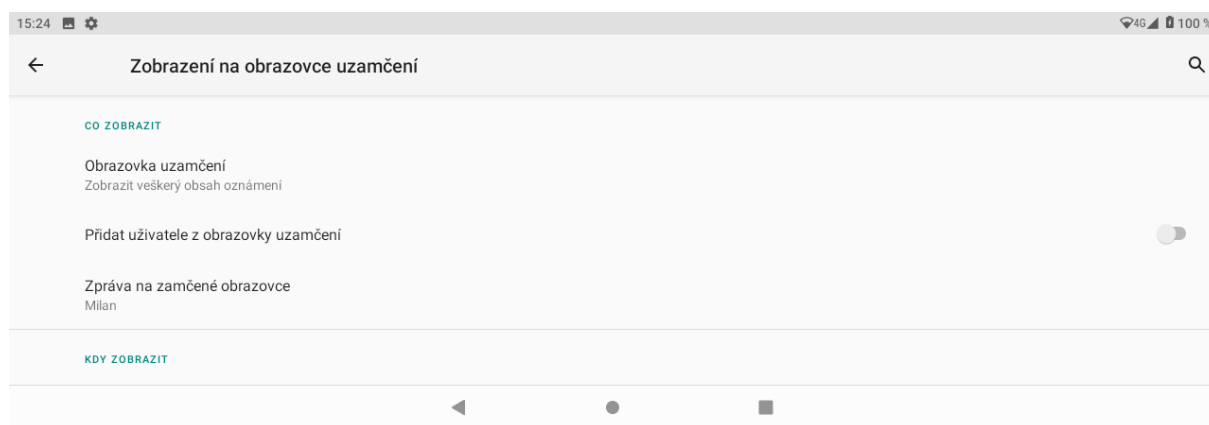 15:24 4G 100 %
Zobrazení na obrazovce uzamčení
CO ZOBRAZIT
Obrazovka uzamčení
Zobrazit veškerý obsah oznámení
Přidat uživatele z obrazovky uzamčení
Zpráva na zamčené obrazovce
Milan
KDY ZOBRAZIT